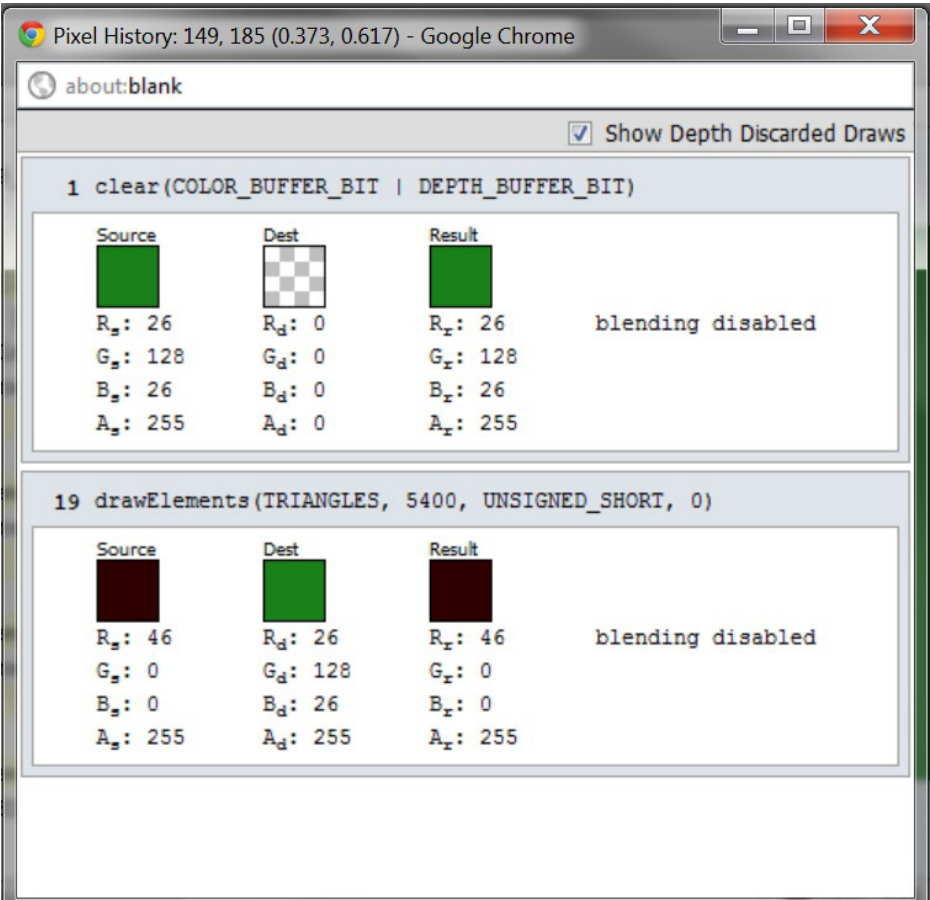 Pixel History: 149, 185 (0.373, 0.617) - Google Chrome
about:blank
Show Depth Discarded Draws
1 clear(COLOR_BUFFER_BIT | DEPTH_BUFFER_BIT)
Source Dest Result
Rs: 26 Rd: 0 Rr: 26 blending disabled
Gs: 128 Gd: 0 Gr: 128
Bs: 26 Bd: 0 Br: 26
As: 255 Ad: 0 Ar: 255
19 drawElements(TRIANGLES, 5400, UNSIGNED_SHORT, 0)
Source Dest Result
Rs: 46 Rd: 26 Rr: 46 blending disabled
Gs: 0 Gd: 128 Gr: 0
Bs: 0 Bd: 26 Br: 0
As: 255 Ad: 255 Ar: 255